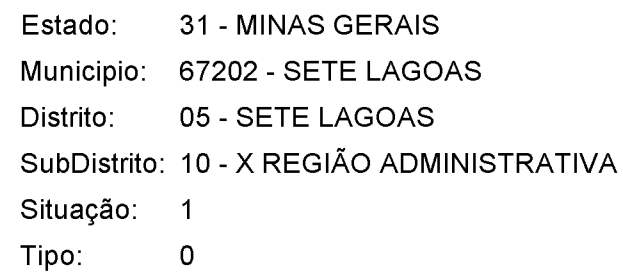 Estado: 31 - MINAS GERAIS
Municipio: 67202 - SETE LAGOAS
Distrito: 05 - SETE LAGOAS
SubDistrito: 10 - X REGIÃO ADMINISTRATIVA
Situação: 1
Tipo: 0